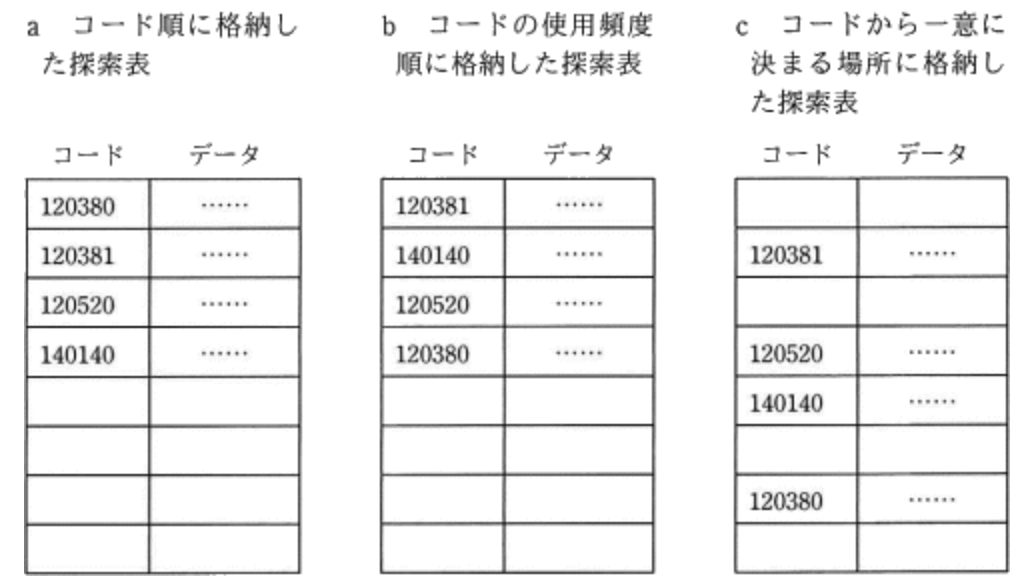 a コード順に格納し
た探索表
コード データ
120380 ……
120381 ……
120520 ……
140140 ……
b コードの使用頻度
順に格納した探索表
コード データ
120381 ……
140140 ……
120520 ……
120380 ……
c コードから一意に
決まる場所に格納し
た探索表
コード データ
120381 ……
120520 ……
140140 ……
120380 ……